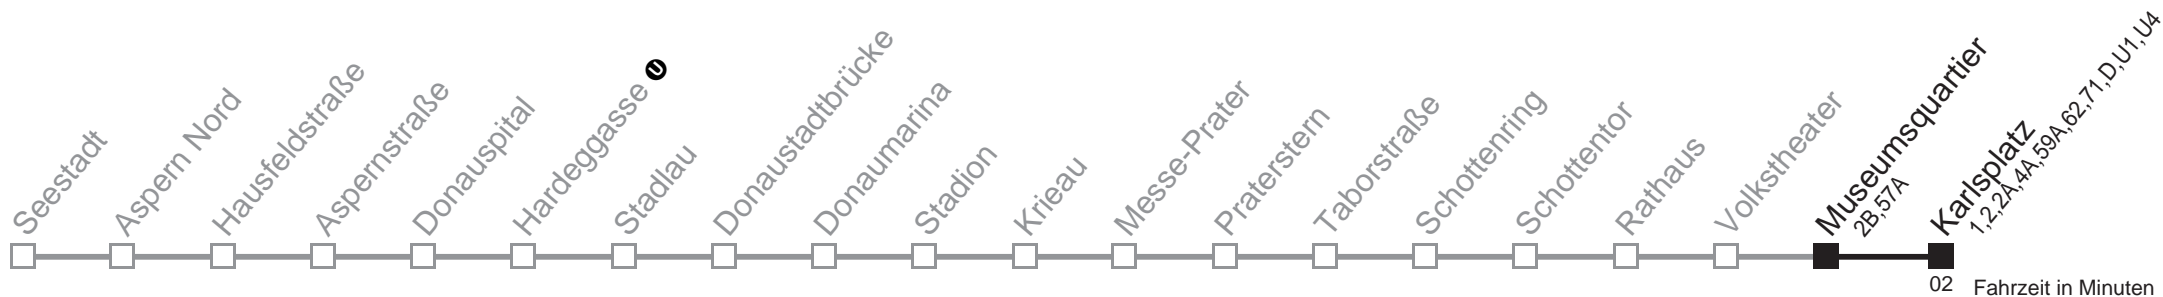 Seestadt
Aspern Nord
Hausfeldstraße
Aspernstraße
Donauspital
Hardeggasse U
Stadlau
Donaustadtbrücke
Donaumarina
Stadion
Krieau
Messe-Prater
Praterstern
Taborstraße
Schottenring
Schottentor
Rathaus
Volkstheater
Museumsquartier
2B,57A
Karlsplatz
1,2,2A,4A,59A,62,71,D,U1,U4
02
Fahrzeit in Minuten